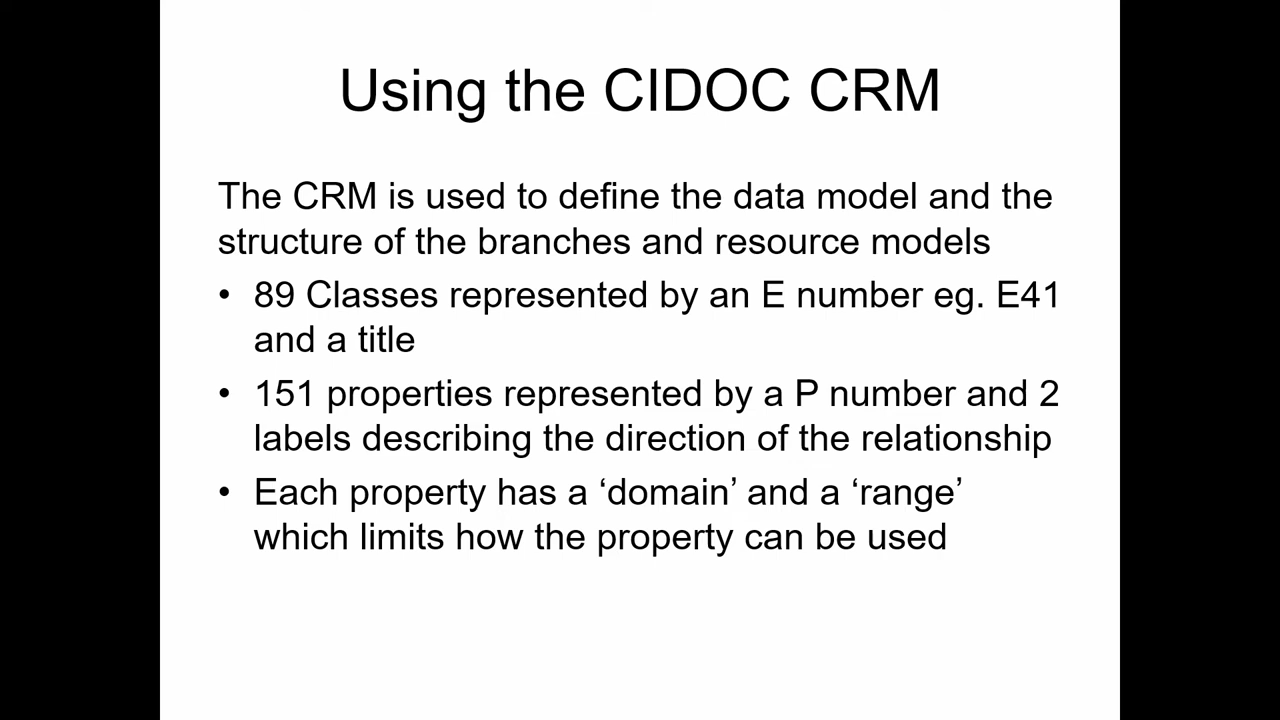 Using the CIDOC CRM
The CRM is used to define the data model and the
structure of the branches and resource models
• 89 Classes represented by an E number eg. E41
and a title
• 151 properties represented by a P number and 2
labels describing the direction of the relationship
• Each property has a ‘domain’ and a ‘range’
which limits how the property can be used